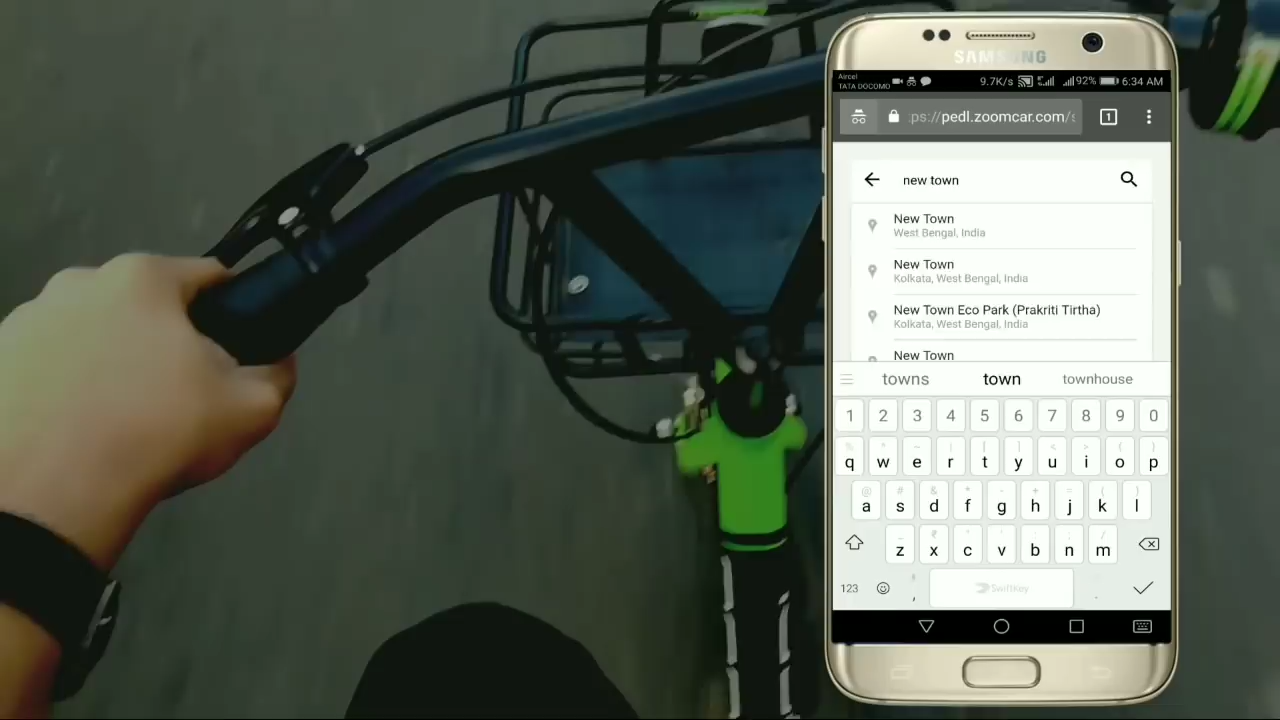 SAMSUNG
Aircel
TATA DOCOMO
9.7K/s
92%
6:34 AM
ps://pedl.zoomcar.com/s
1
new town
New Town
West Bengal, India
New Town
Kolkata, West Bengal, India
New Town Eco Park (Prakriti Tirtha)
Kolkata, West Bengal, India
New Town
towns town townhouse
1 2 3 4 5 6 7 8 9 0
q w e r t y u i o p
a s d f g h j k l
z x c v b n m
123
SwiftKey